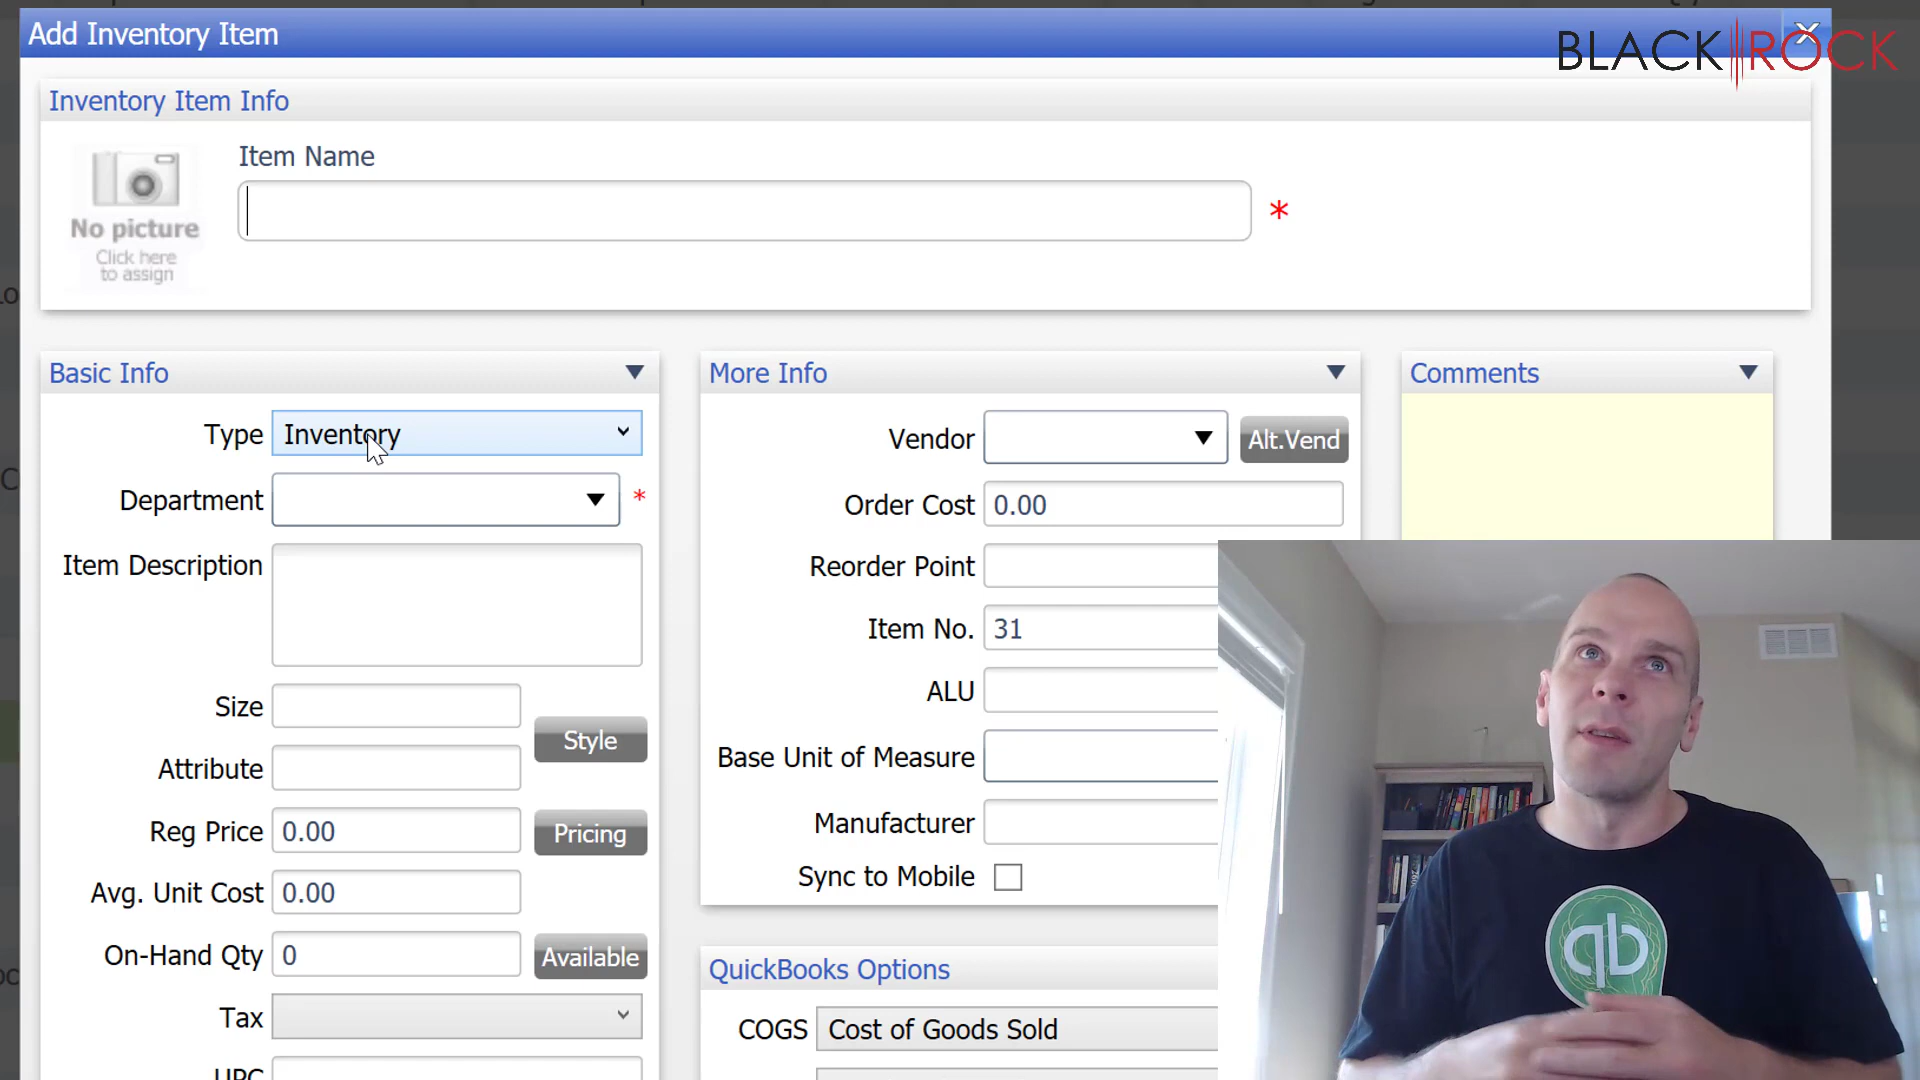 Add Inventory Item
BLACK ROCK
Inventory Item Info
No picture
Click here
to assign
Item Name
*
Basic Info
Type
Inventory
Department
*
Item Description
Size
Style
Attribute
Reg Price
0.00
Pricing
Avg. Unit Cost
0.00
On-Hand Qty
0
Available
Tax
UPC
More Info
Vendor
Alt.Vend
Order Cost
0.00
Reorder Point
Item No.
31
ALU
Base Unit of Measure
Manufacturer
Sync to Mobile
QuickBooks Options
COGS
Cost of Goods Sold
Comments
qb